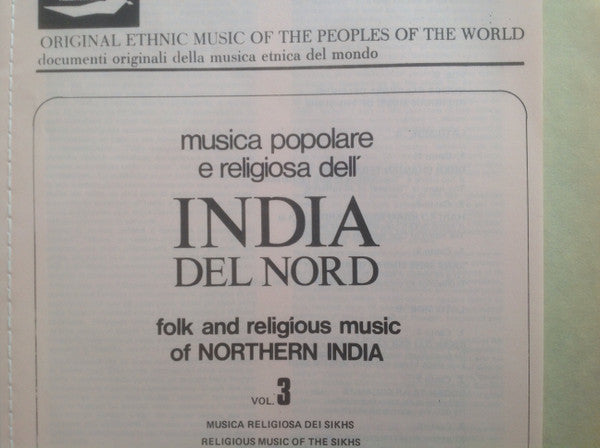 ORIGINAL ETHNIC MUSIC OF THE PEOPLES OF THE WORLD
documenti originali della musica etnica del mondo
musica popolare
e religiosa dell'
INDIA
DEL NORD
folk and religious music
of NORTHERN INDIA
VOL. 3
MUSICA RELIGIOSA DEI SIKHS
RELIGIOUS MUSIC OF THE SIKHS